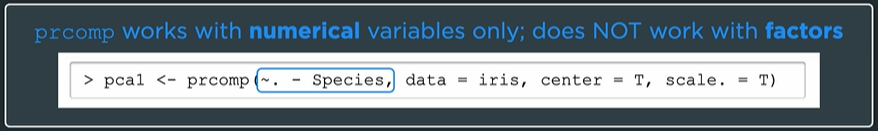 prcomp works with numerical variables only; does NOT work with factors
> pca1 <- prcomp(~. - Species, data = iris, center = T, scale. = T)